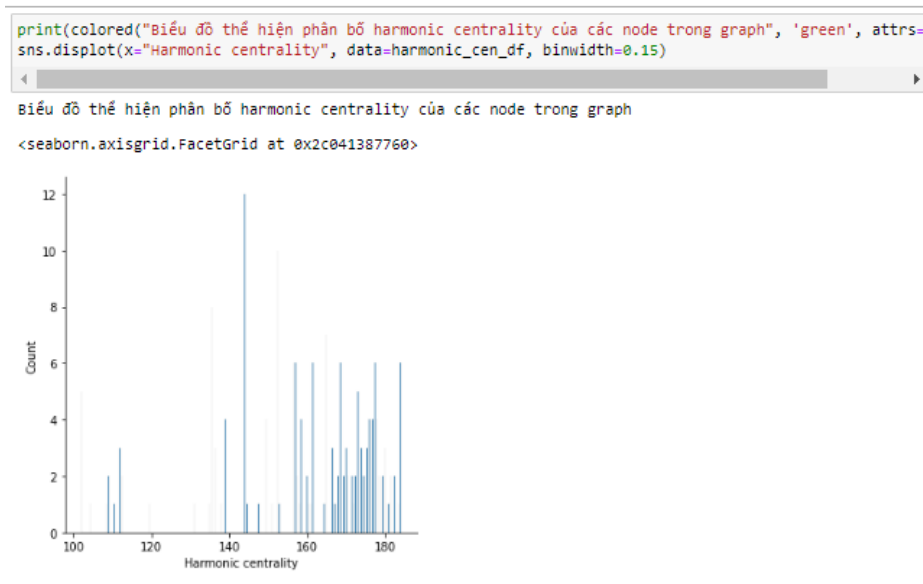 print(colored("Biểu đồ thể hiện phân bố harmonic centrality của các node trong graph", 'green', attrs=
sns.displot(x="Harmonic centrality", data=harmonic_cen_df, binwidth=0.15)
Biểu đồ thể hiện phân bố harmonic centrality của các node trong graph
<seaborn.axisgrid.FacetGrid at 0x2c041387760>
12
10
8
6
4
2
0
Count
100 120 140 160 180
Harmonic centrality